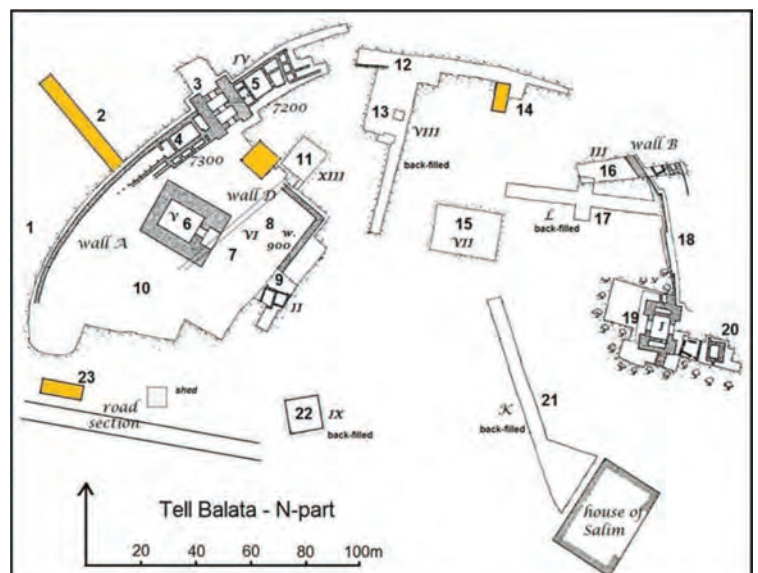 IV
12
3
5
2
14
7200
13
4
VIII
wall B
III
7300
11
back-filled
16
XIII
wall D
L
17
V
8
15
1
6
VI
w.
back-filled
VII
18
wall A
7
900
9
10
19
I
20
II
23
shed
21
22
IX
K
road
section
back-filled
back-filled
Tell Balata - N-part
house of
Salim
20 40 60 80 100m